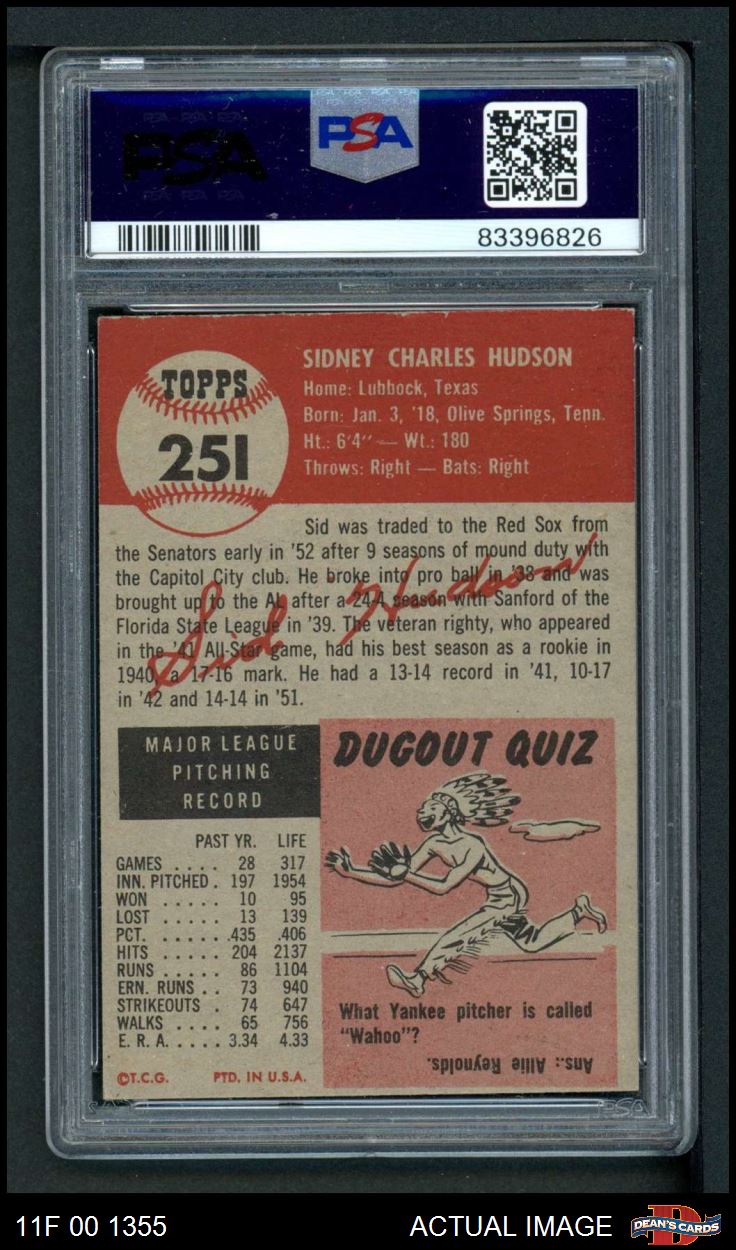 PSA
PSA
83396826
TOPPS
251
SIDNEY CHARLES HUDSON
Home: Lubbock, Texas
Born: Jan. 3, '18, Olive Springs, Tenn.
Ht.: 6'4" — Wt.: 180
Throws: Right — Bats: Right
Sid was traded to the Red Sox from
the Senators early in '52 after 9 seasons of mound duty with
the Capitol City club. He broke into pro ball in '38 and was
brought up to the AL after a 24-4 season with Sanford of the
Florida State League in '39. The veteran righty, who appeared
in the '41 All-Star game, had his best season as a rookie in
1940, a 17-16 mark. He had a 13-14 record in '41, 10-17
in '42 and 14-14 in '51.
Sid Hudson
MAJOR LEAGUE
PITCHING
RECORD
PAST YR. LIFE
GAMES . . . . 28 317
INN. PITCHED . 197 1954
WON . . . . . 10 95
LOST . . . . . 13 139
PCT. . . . . . .435 .406
HITS . . . . . 204 2137
RUNS . . . . . 86 1104
ERN. RUNS . . 73 940
STRIKEOUTS . 74 647
WALKS . . . . 65 756
E. R. A. . . . . 3.34 4.33
©T.C.G. PTD. IN U.S.A.
DUGOUT QUIZ
What Yankee pitcher is called
"Wahoo"?
Ans.: Allie Reynolds.
PSA
11F 00 1355
ACTUAL IMAGE
DEAN'S CARDS